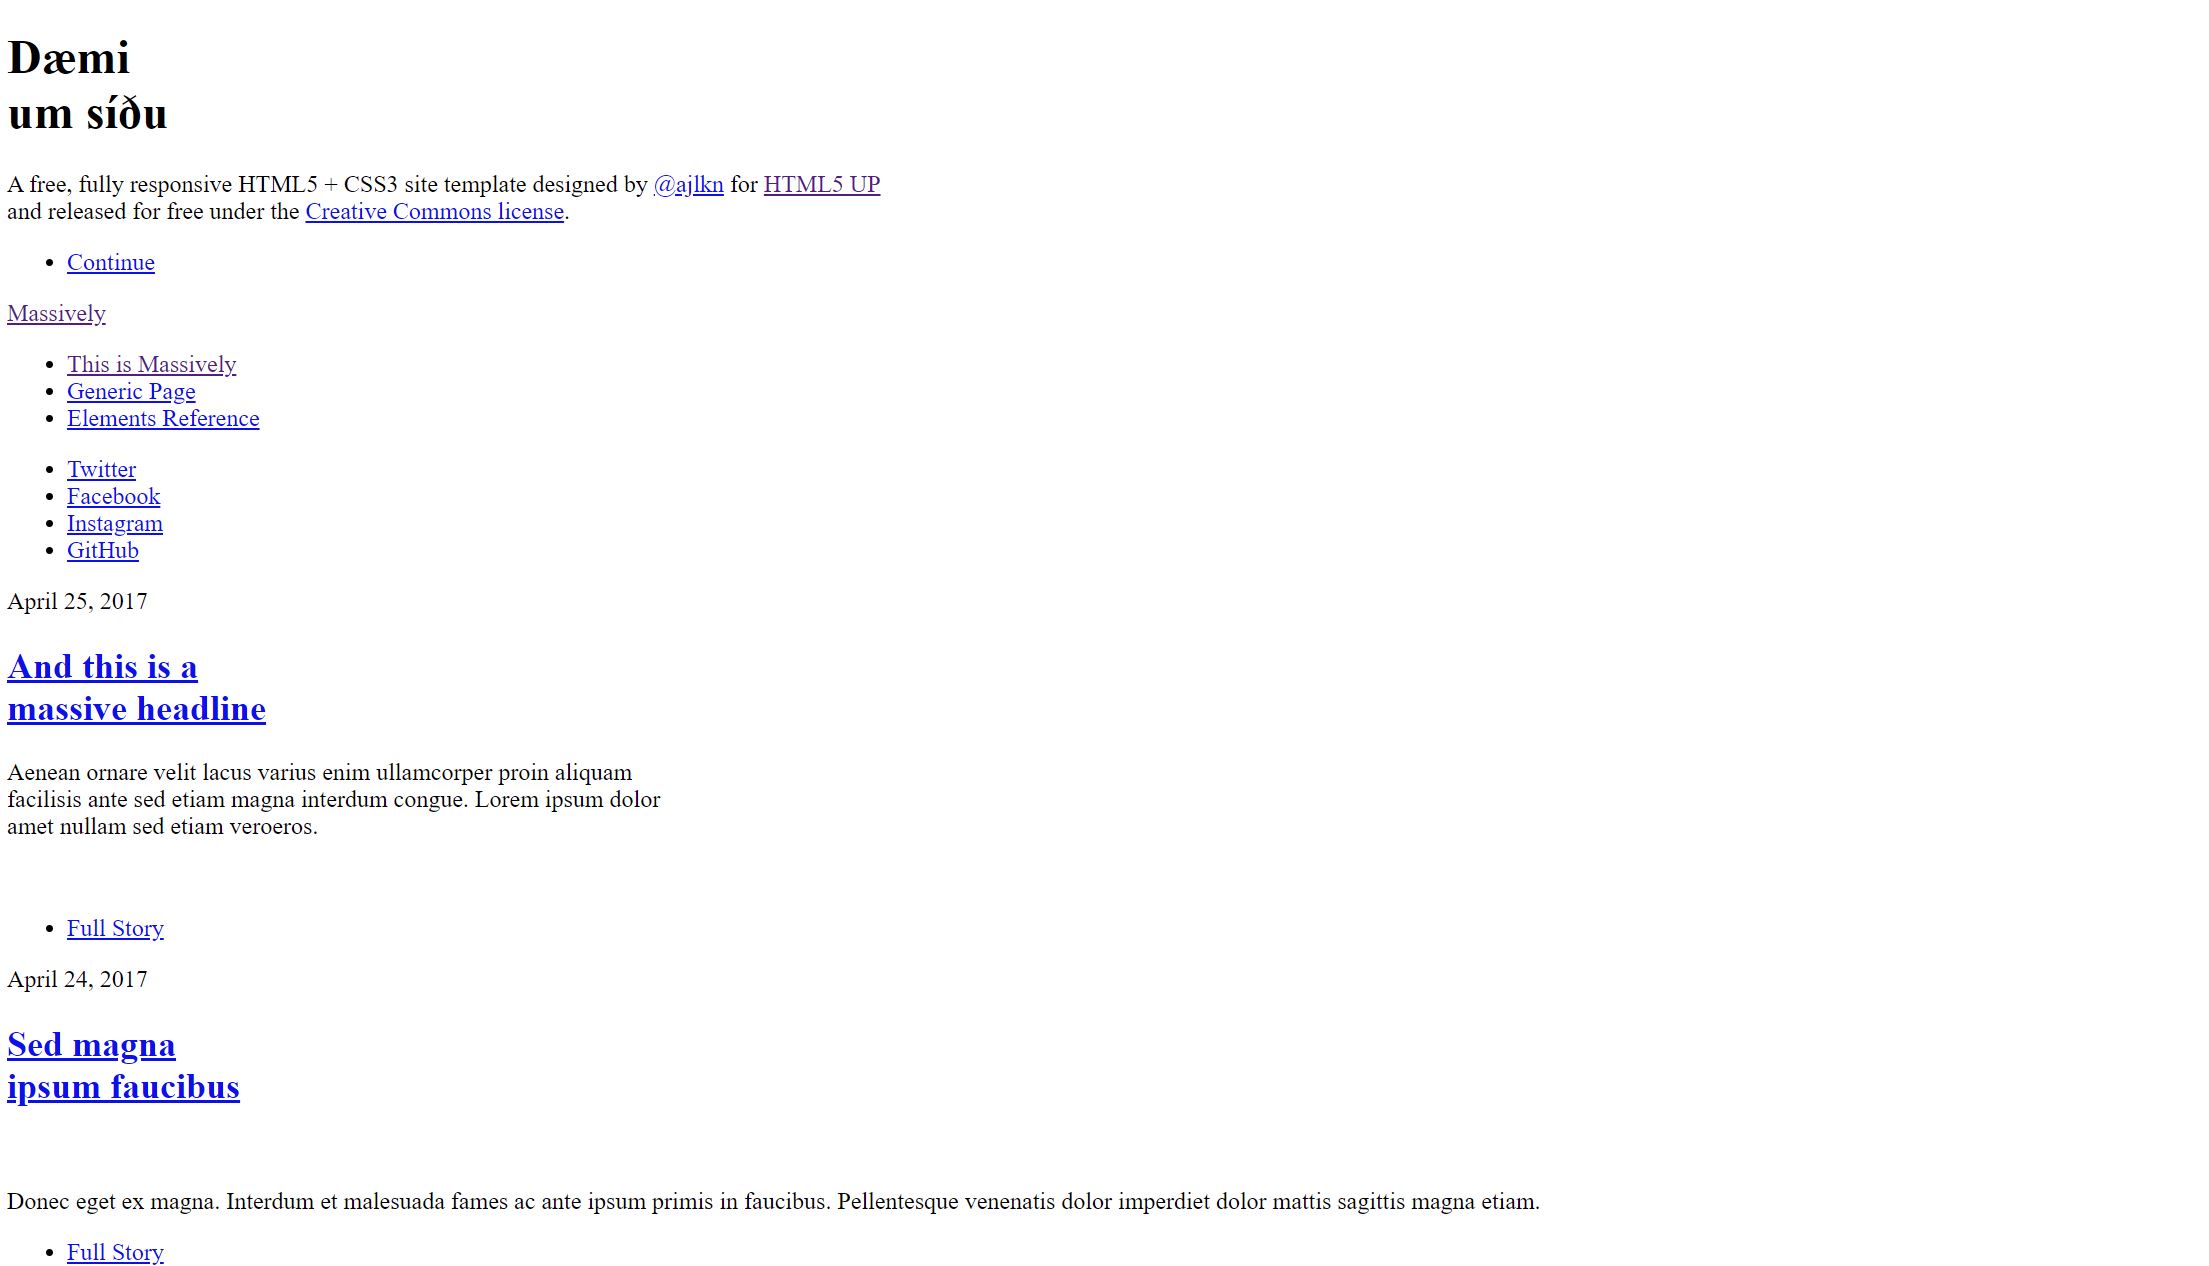 Dæmi
um síðu
A free, fully responsive HTML5 + CSS3 site template designed by @ajlkn for HTML5 UP
and released for free under the Creative Commons license.
Continue
Massively
This is Massively
Generic Page
Elements Reference
Twitter
Facebook
Instagram
GitHub
April 25, 2017
And this is a
massive headline
Aenean ornare velit lacus varius enim ullamcorper proin aliquam
facilisis ante sed etiam magna interdum congue. Lorem ipsum dolor
amet nullam sed etiam veroeros.
Full Story
April 24, 2017
Sed magna
ipsum faucibus
Donec eget ex magna. Interdum et malesuada fames ac ante ipsum primis in faucibus. Pellentesque venenatis dolor imperdiet dolor mattis sagittis magna etiam.
Full Story